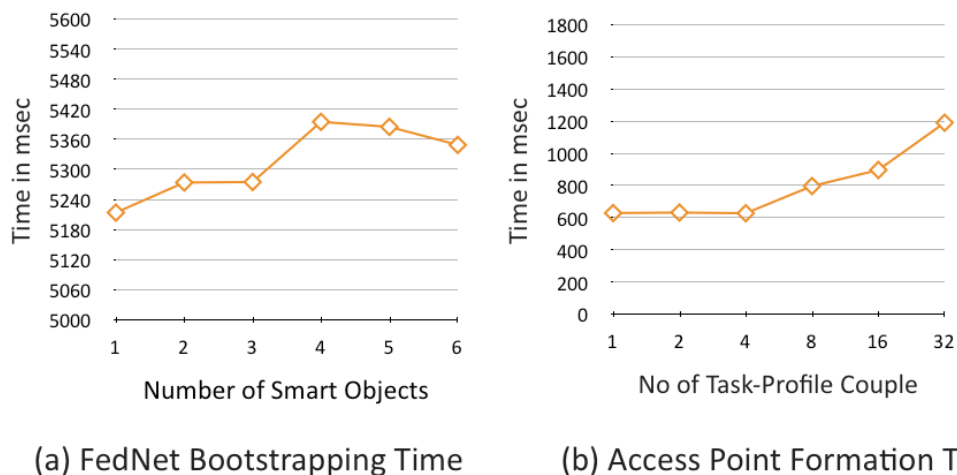 5600
5540
5480
5420
5360
5300
5240
5180
5120
5060
5000
Time in msec
1 2 3 4 5 6
Number of Smart Objects
(a) FedNet Bootstrapping Time
1800
1600
1400
1200
1000
800
600
400
200
0
Time in msec
1 2 4 8 16 32
No of Task-Profile Couple
(b) Access Point Formation T